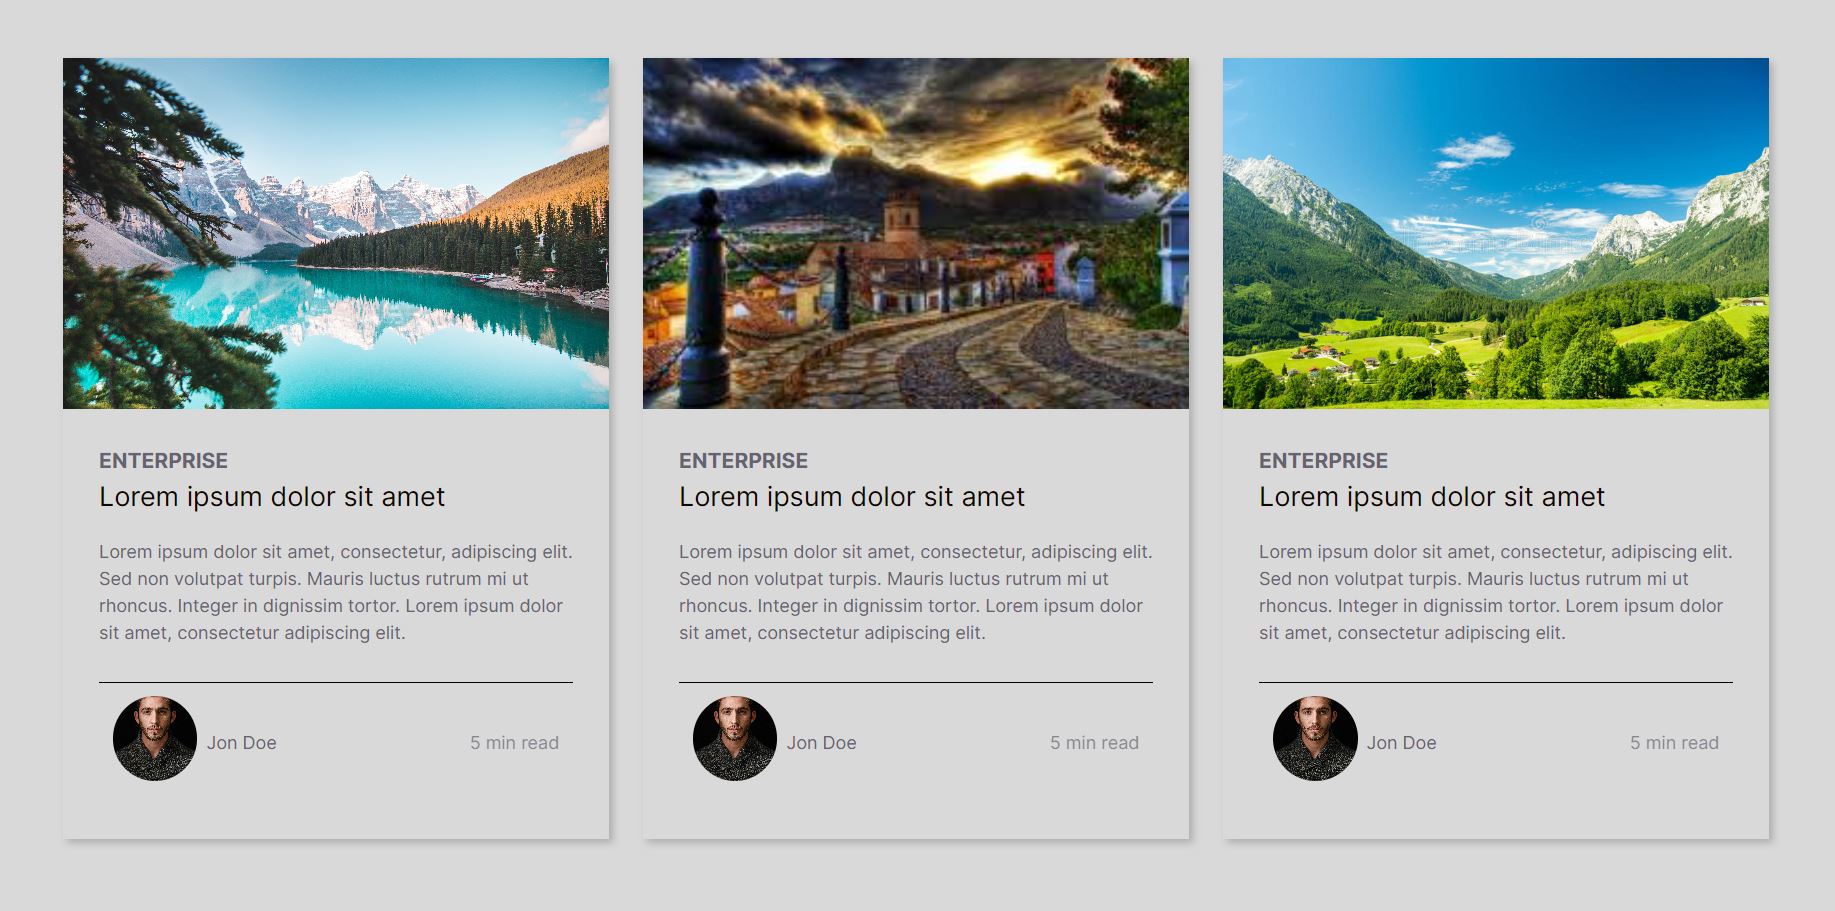 ENTERPRISE
Lorem ipsum dolor sit amet
Lorem ipsum dolor sit amet, consectetur, adipiscing elit.
Sed non volutpat turpis. Mauris luctus rutrum mi ut
rhoncus. Integer in dignissim tortor. Lorem ipsum dolor
sit amet, consectetur adipiscing elit.
Jon Doe
5 min read
ENTERPRISE
Lorem ipsum dolor sit amet
Lorem ipsum dolor sit amet, consectetur, adipiscing elit.
Sed non volutpat turpis. Mauris luctus rutrum mi ut
rhoncus. Integer in dignissim tortor. Lorem ipsum dolor
sit amet, consectetur adipiscing elit.
Jon Doe
5 min read
ENTERPRISE
Lorem ipsum dolor sit amet
Lorem ipsum dolor sit amet, consectetur, adipiscing elit.
Sed non volutpat turpis. Mauris luctus rutrum mi ut
rhoncus. Integer in dignissim tortor. Lorem ipsum dolor
sit amet, consectetur adipiscing elit.
Jon Doe
5 min read